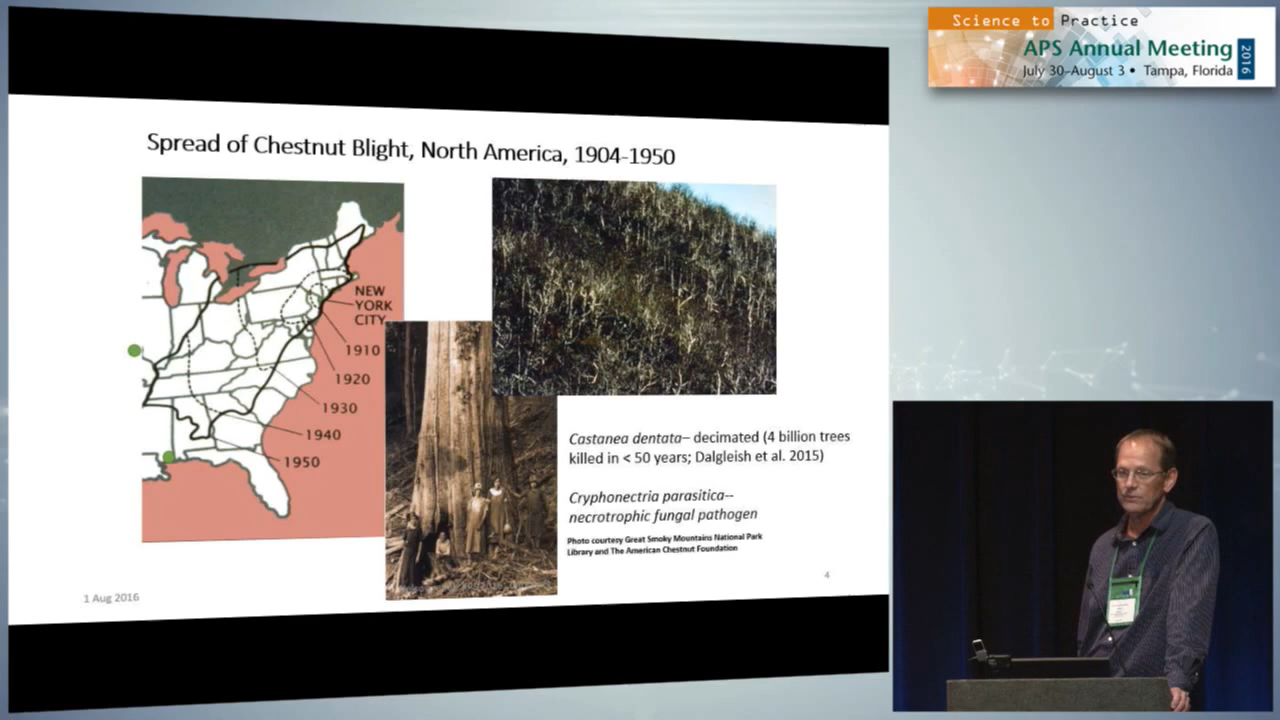 Science to Practice
APS Annual Meeting
2016
July 30-August 3 • Tampa, Florida
Spread of Chestnut Blight, North America, 1904-1950
NEW
YORK
CITY
1910
1920
1930
1940
1950
Castanea dentata– decimated (4 billion trees
killed in < 50 years; Dalgleish et al. 2015)
Cryphonectria parasitica--
necrotrophic fungal pathogen
Photo courtesy Great Smoky Mountains National Park
Library and The American Chestnut Foundation
4
1 Aug 2016